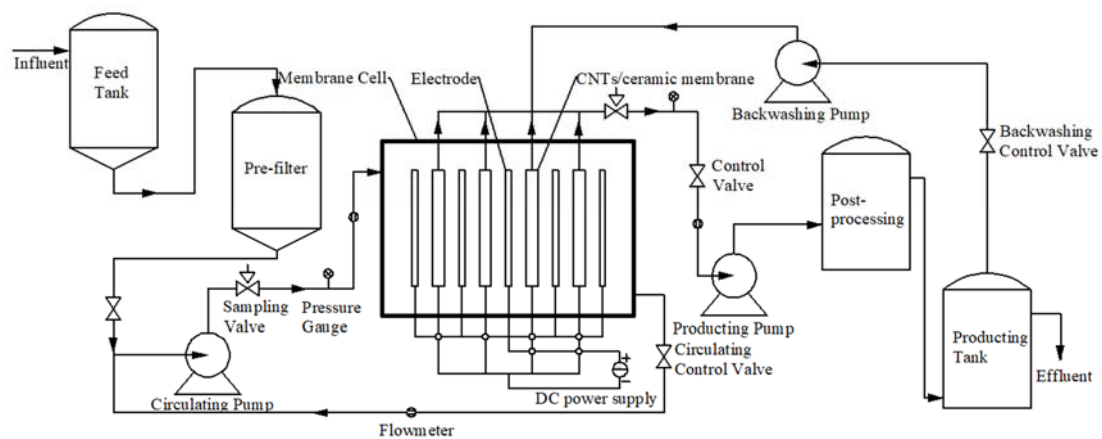 Influent
Feed
Tank
Pre-filter
Membrane Cell
Electrode
CNTs/ceramic membrane
Backwashing Pump
Backwashing
Control Valve
Control
Valve
Post-
processing
Sampling
Valve
Pressure
Gauge
Producting Pump
Circulating
Control Valve
Producting
Tank
Effluent
+
−
DC power supply
Circulating Pump
Flowmeter